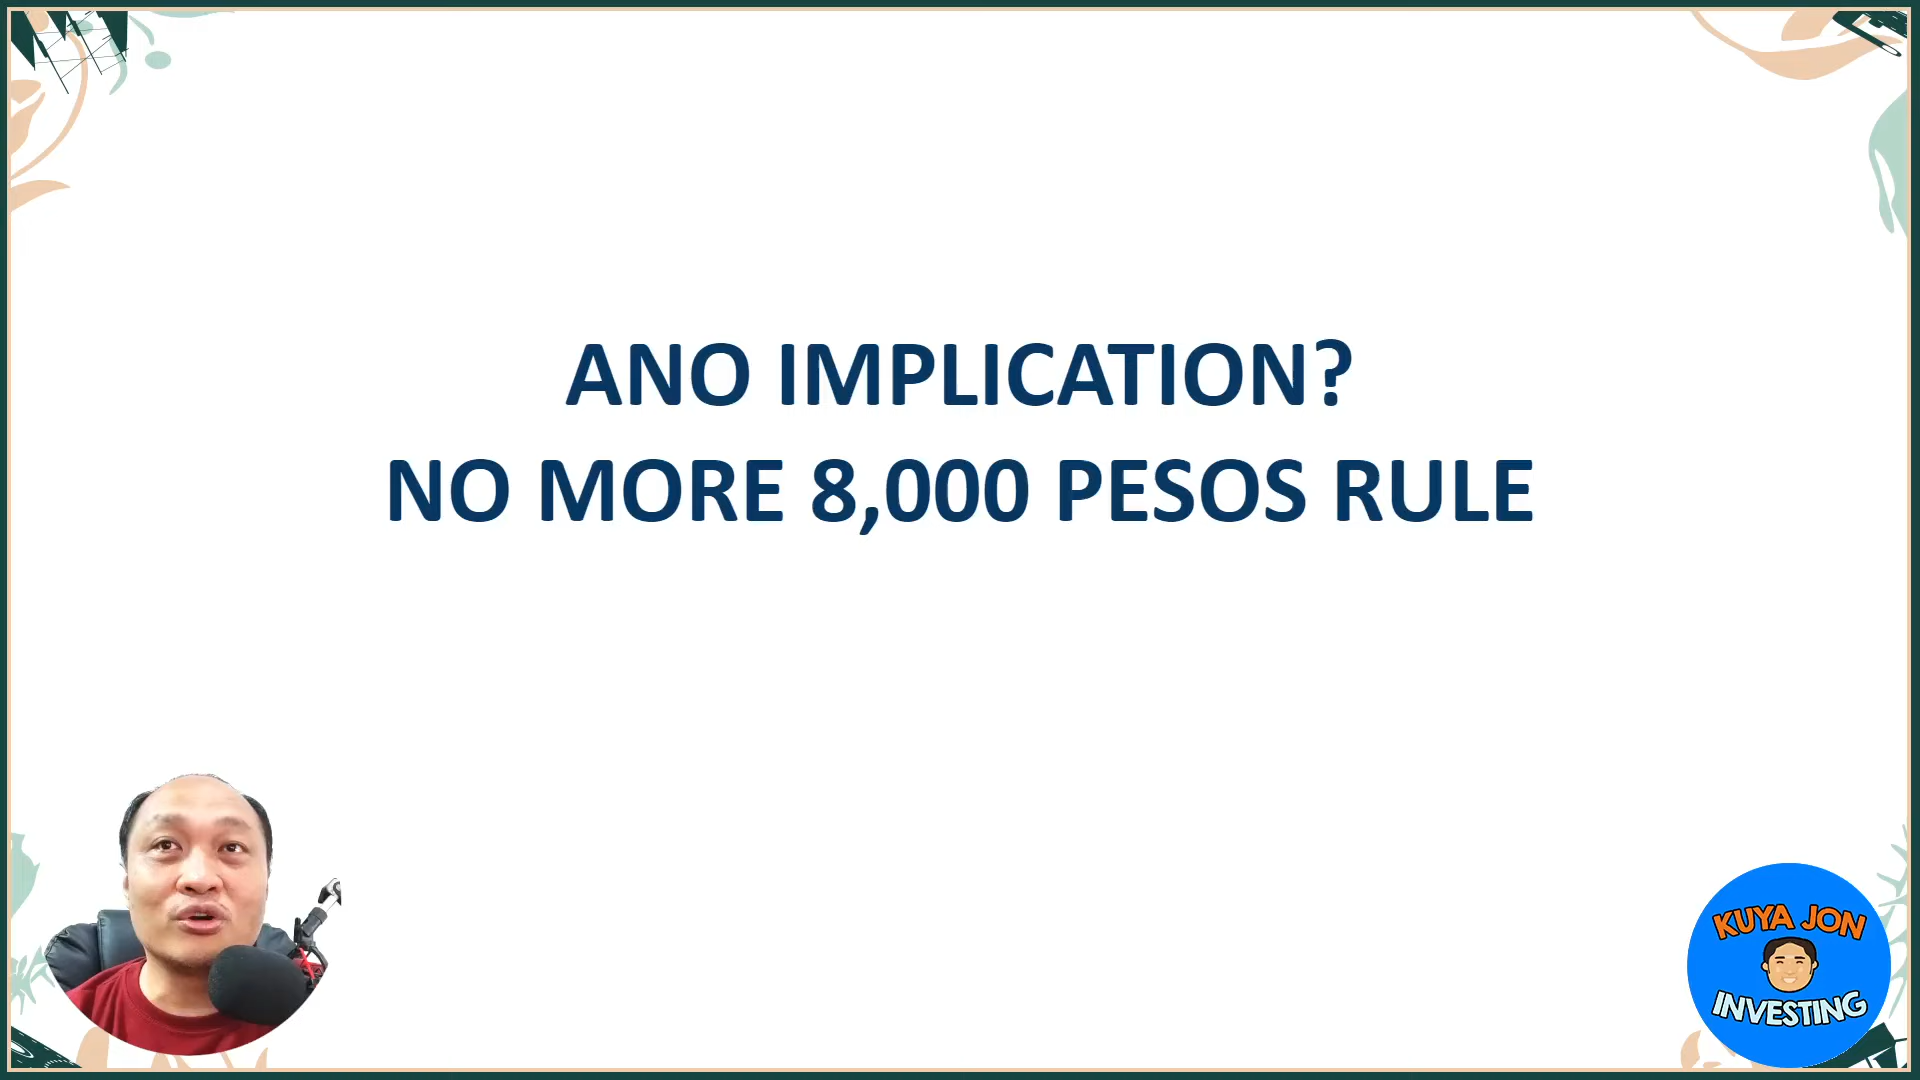 ANO IMPLICATION?
NO MORE 8,000 PESOS RULE
KUYA JON
INVESTING